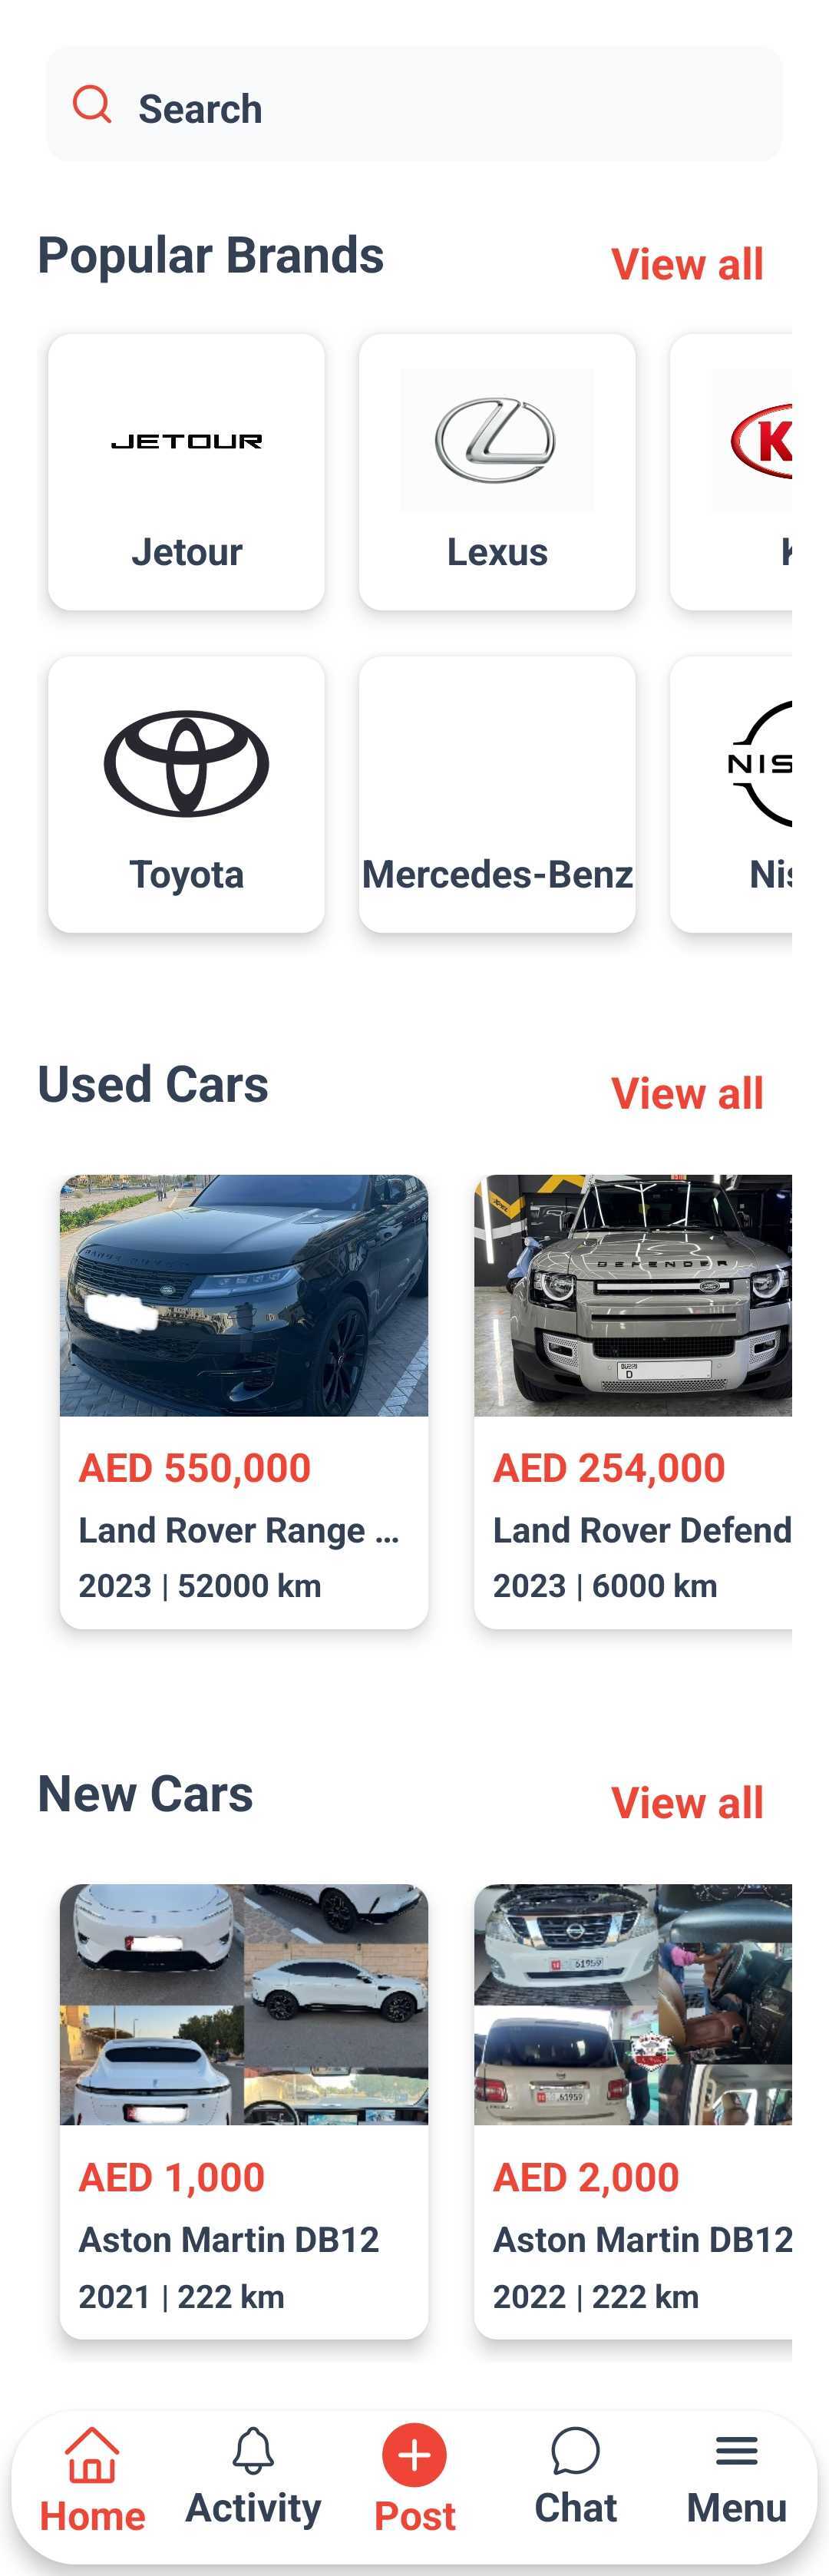 Search
Popular Brands
View all
JETOUR
Jetour
Lexus
Toyota
Mercedes-Benz
NIS
Nis
Used Cars
View all
DEFENDER
D
AED 550,000
Land Rover Range ...
2023 | 52000 km
AED 254,000
Land Rover Defend
2023 | 6000 km
New Cars
View all
61959
61959
AED 1,000
Aston Martin DB12
2021 | 222 km
AED 2,000
Aston Martin DB12
2022 | 222 km
Home
Activity
Post
Chat
Menu